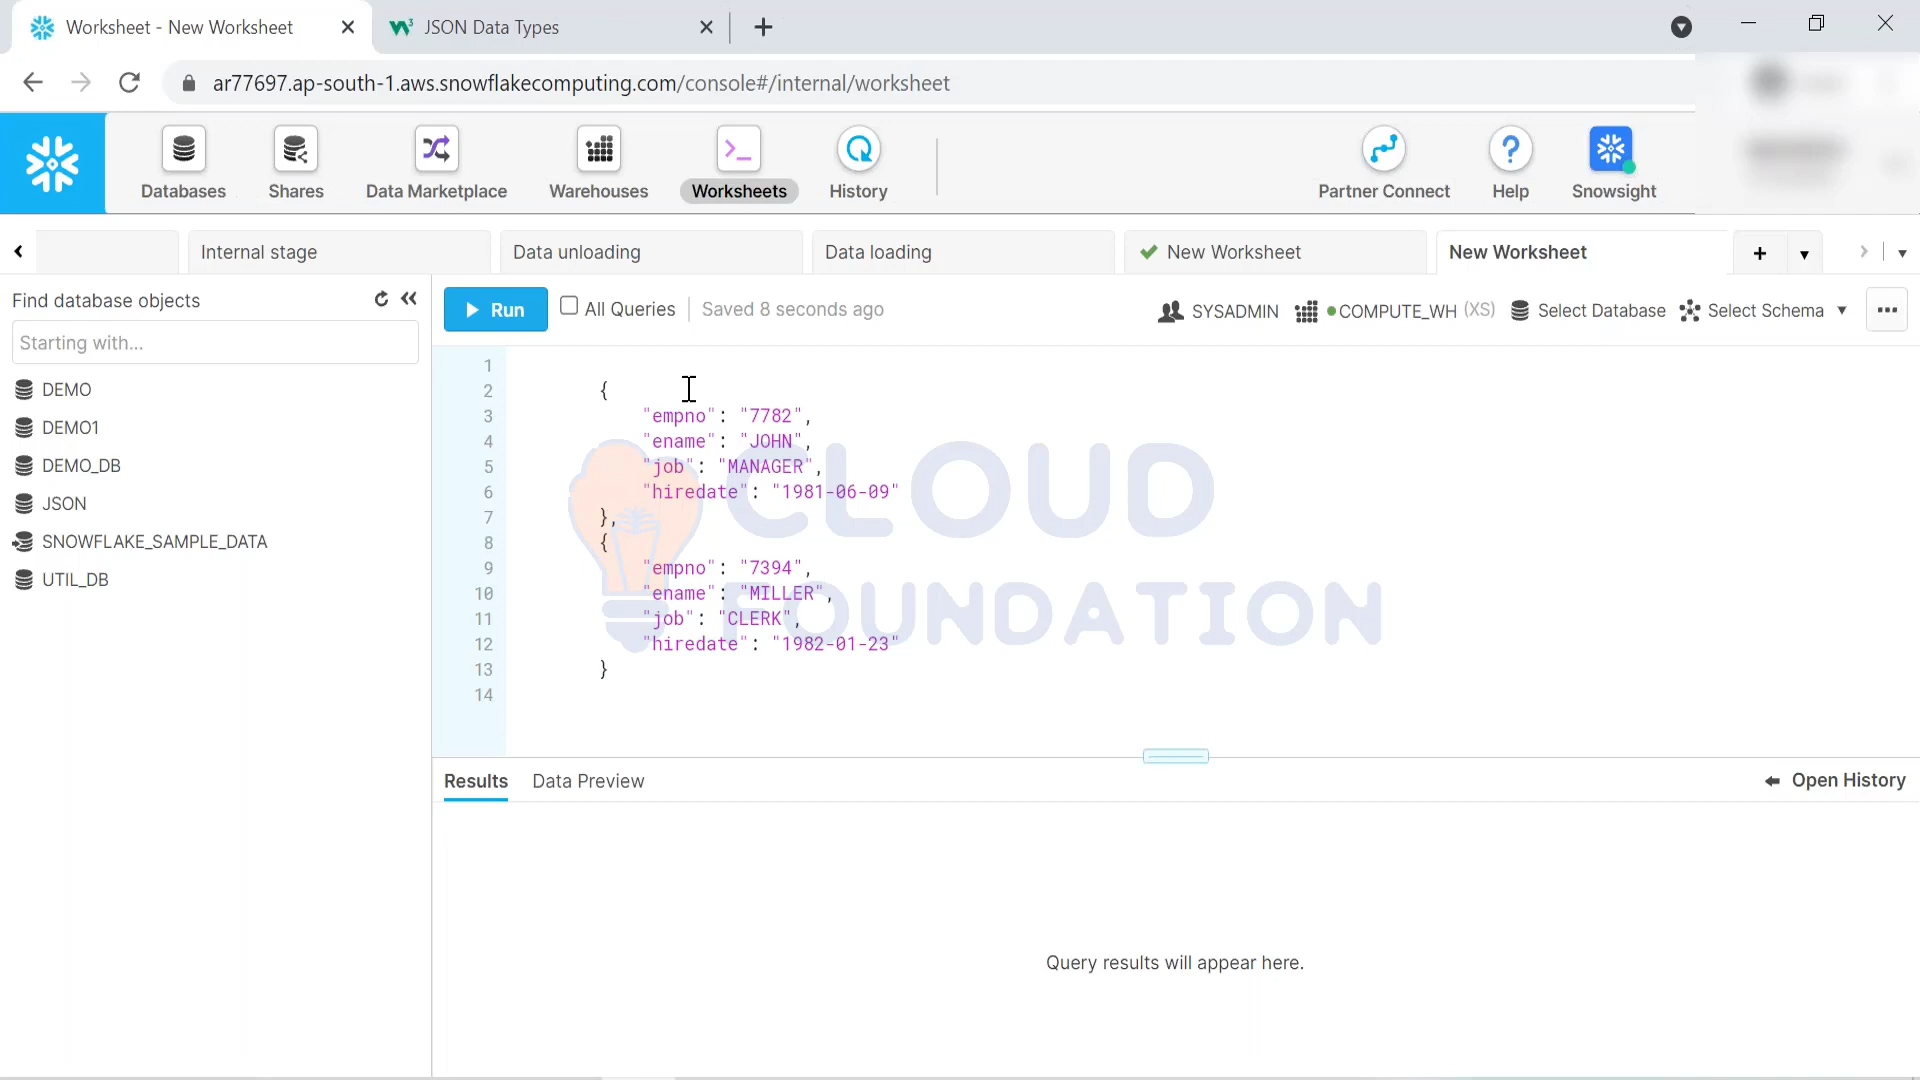 Worksheet - New Worksheet
JSON Data Types
ar77697.ap-south-1.aws.snowflakecomputing.com/console#/internal/worksheet
Databases
Shares
Data Marketplace
Warehouses
Worksheets
History
Partner Connect
Help
Snowsight
Internal stage
Data unloading
Data loading
New Worksheet
New Worksheet
Find database objects
Starting with...
DEMO
DEMO1
DEMO_DB
JSON
SNOWFLAKE_SAMPLE_DATA
UTIL_DB
Run
All Queries
Saved 8 seconds ago
SYSADMIN
COMPUTE_WH (XS)
Select Database
Select Schema
1
2 {
3 "empno": "7782",
4 "ename": "JOHN",
5 "job": "MANAGER",
6 "hiredate": "1981-06-09"
7 },
8 {
9 "empno": "7394",
10 "ename": "MILLER",
11 "job": "CLERK",
12 "hiredate": "1982-01-23"
13 }
14
CLOUD
FOUNDATION
Results
Data Preview
Open History
Query results will appear here.